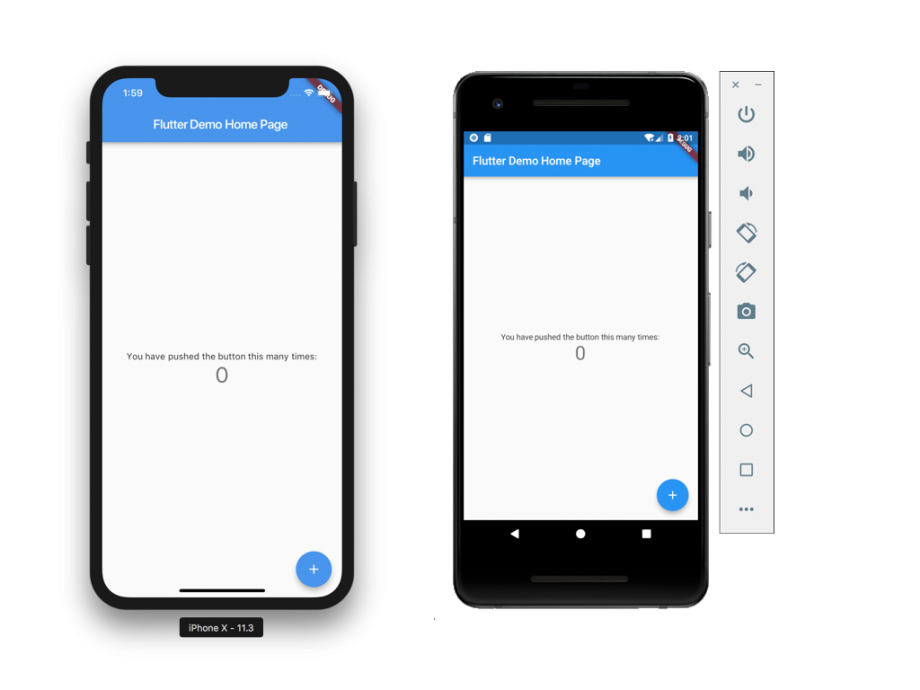 1:59
DEBUG
Flutter Demo Home Page
You have pushed the button this many times:
0
iPhone X - 11.3
2:01
DEBUG
Flutter Demo Home Page
You have pushed the button this many times:
0